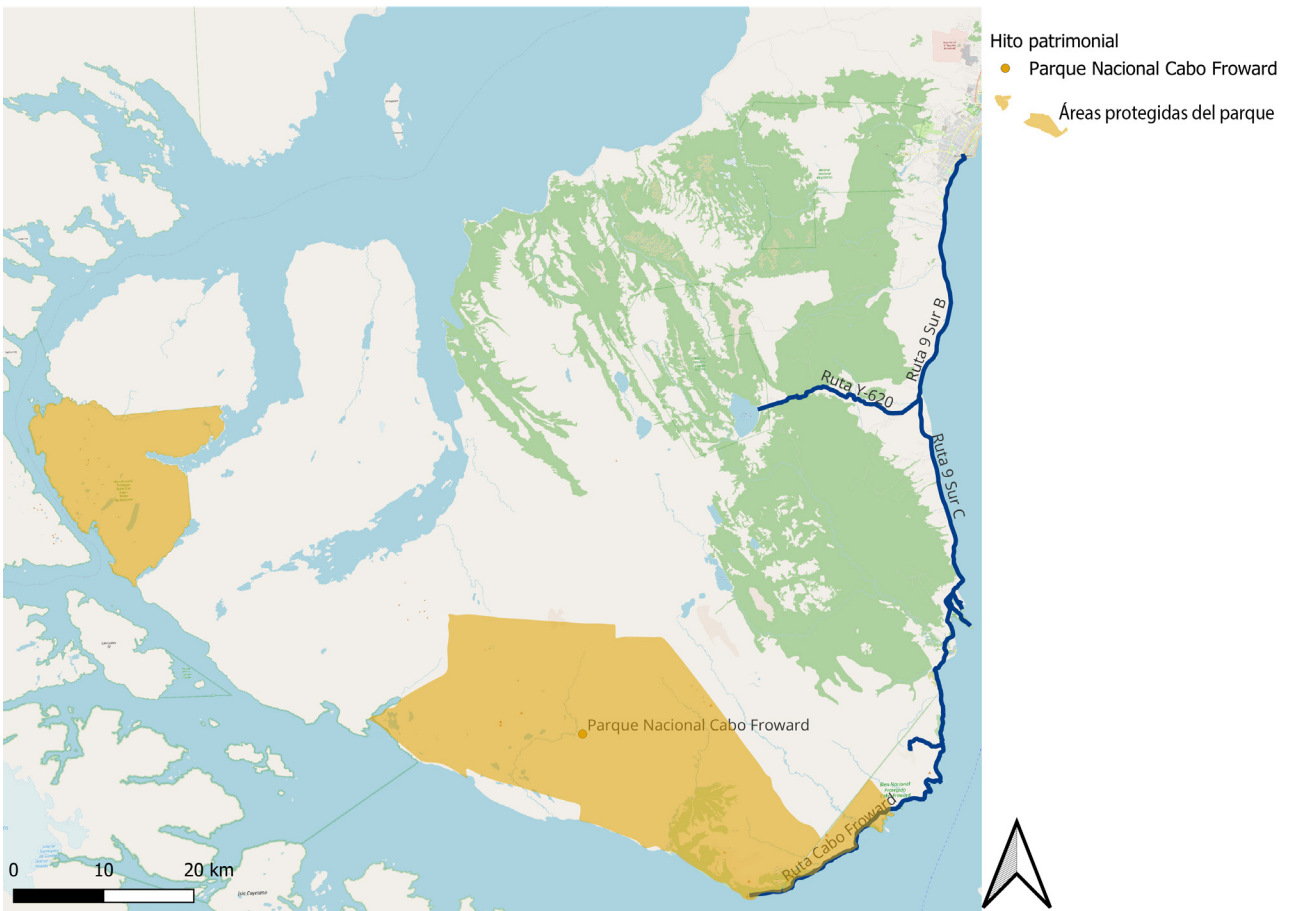 Hito patrimonial
Parque Nacional Cabo Froward
Áreas protegidas del parque
Ruta 9 Sur B
Ruta Y-620
Ruta 9 Sur C
Parque Nacional Cabo Froward
Ruta Cabo Froward
0 10 20 km